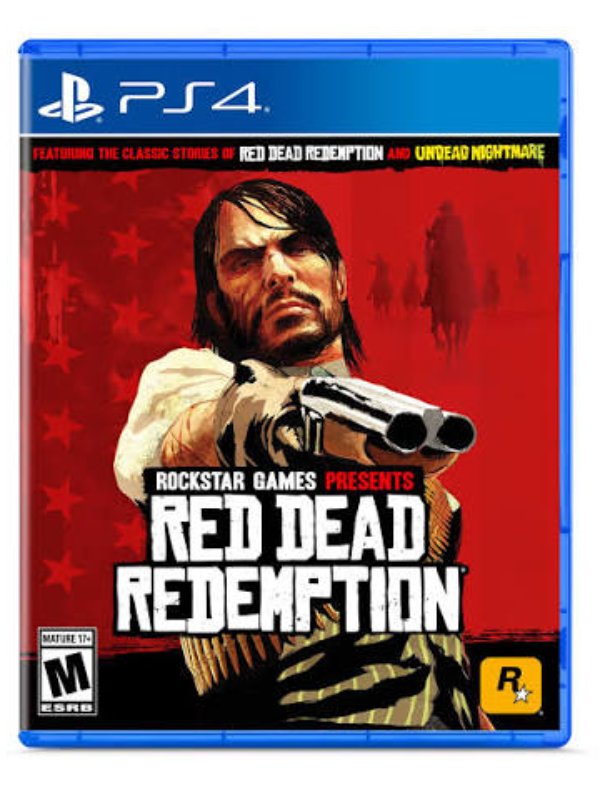 PS4
FEATURING THE CLASSIC STORIES OF RED DEAD REDEMPTION AND UNDEAD NIGHTMARE
ROCKSTAR GAMES PRESENTS
RED DEAD
REDEMPTION
MATURE 17+
M
ESRB
R